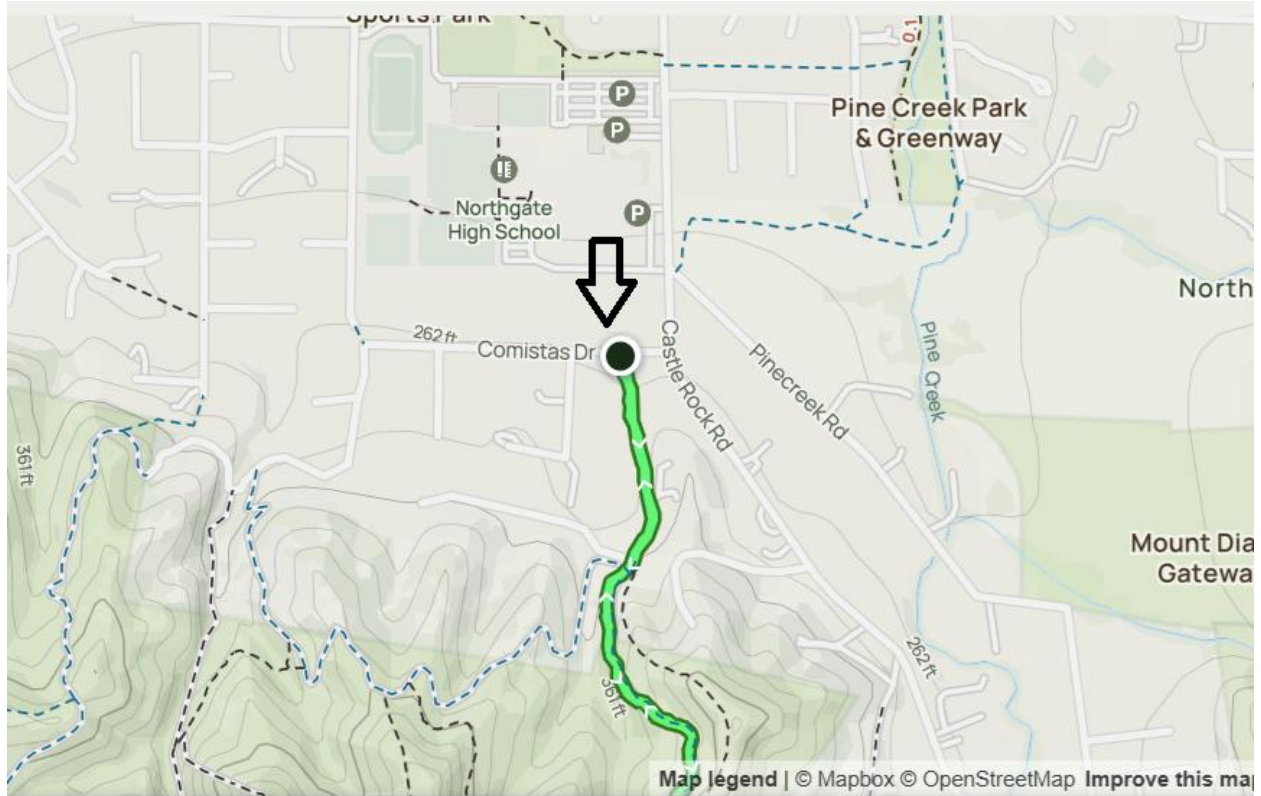 Sports Park
0.1
Pine Creek Park
& Greenway
P
P
P
Northgate
High School
North
262 ft
Comistas Dr
Castle Rock Rd
Pinecreek Rd
Pine Creek
361 ft
Mount Dia
Gatewa
262 ft
361 ft
Map legend | © Mapbox © OpenStreetMap Improve this map